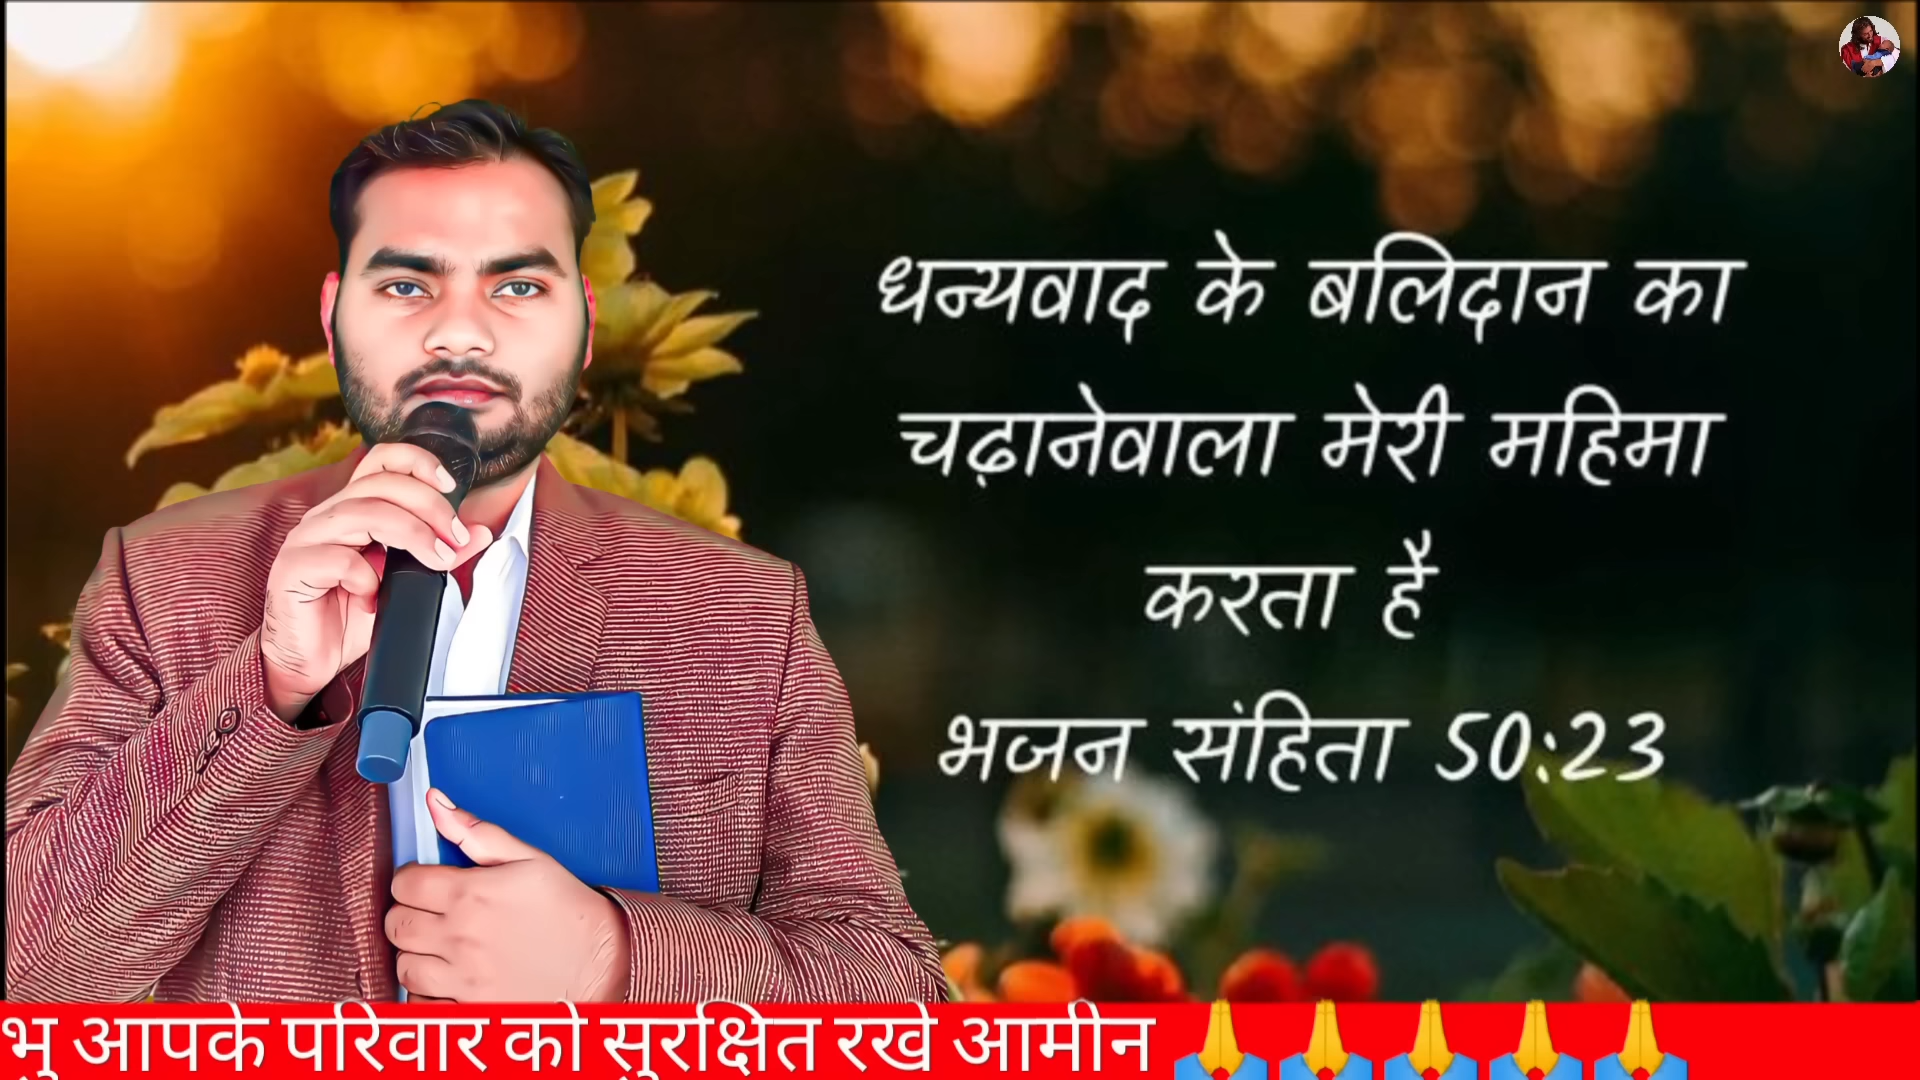 धन्यवाद के बलिदान का
चढ़ानेवाला मेरी महिमा
करता है
भजन संहिता 50:23
भु आपके परिवार को सुरक्षित रखे आमीन 🙏🙏🙏🙏🙏